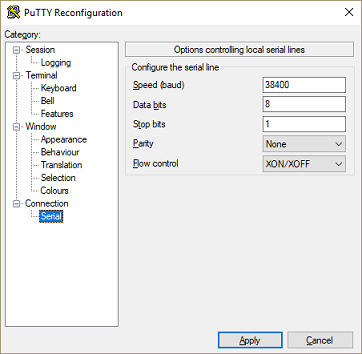 PuTTY Reconfiguration
Category:
Session
Logging
Terminal
Keyboard
Bell
Features
Window
Appearance
Behaviour
Translation
Selection
Colours
Connection
Serial
Options controlling local serial lines
Configure the serial line
Speed (baud) 38400
Data bits 8
Stop bits 1
Parity None
Flow control XON/XOFF
Apply Cancel